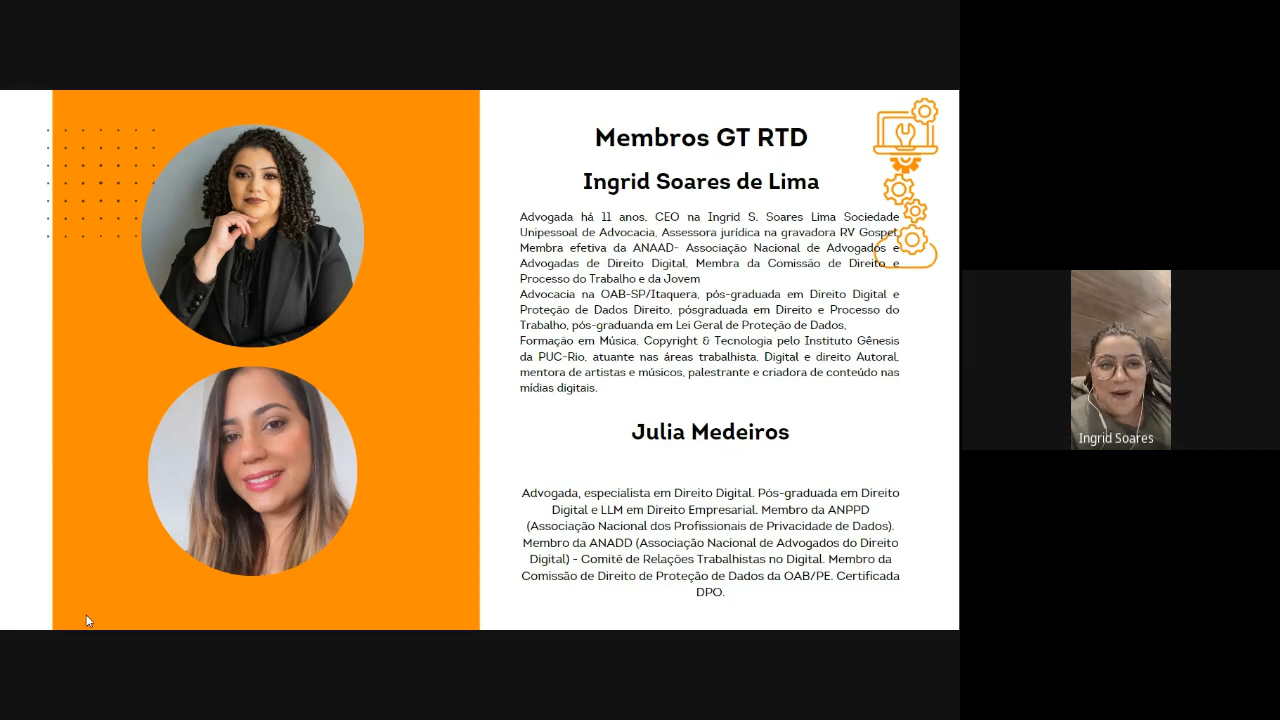 Membros GT RTD
Ingrid Soares de Lima
Advogada há 11 anos, CEO na Ingrid S. Soares Lima Sociedade
Unipessoal de Advocacia, Assessora jurídica na gravadora RV Gospel,
Membra efetiva da ANAAD- Associação Nacional de Advogados e
Advogadas de Direito Digital, Membra da Comissão de Direito e
Processo do Trabalho e da Jovem
Advocacia na OAB-SP/Itaquera, pós-graduada em Direito Digital e
Proteção de Dados Direito, pósgraduada em Direito e Processo do
Trabalho, pós-graduanda em Lei Geral de Proteção de Dados,
Formação em Música, Copyright & Tecnologia pelo Instituto Gênesis
da PUC-Rio, atuante nas áreas trabalhista, Digital e direito Autoral,
mentora de artistas e músicos, palestrante e criadora de conteúdo nas
mídias digitais.
Julia Medeiros
Advogada, especialista em Direito Digital. Pós-graduada em Direito
Digital e LLM em Direito Empresarial. Membro da ANPPD
(Associação Nacional dos Profissionais de Privacidade de Dados).
Membro da ANADD (Associação Nacional de Advogados do Direito
Digital) - Comitê de Relações Trabalhistas no Digital. Membro da
Comissão de Direito de Proteção de Dados da OAB/PE. Certificada
DPO.
Ingrid Soares